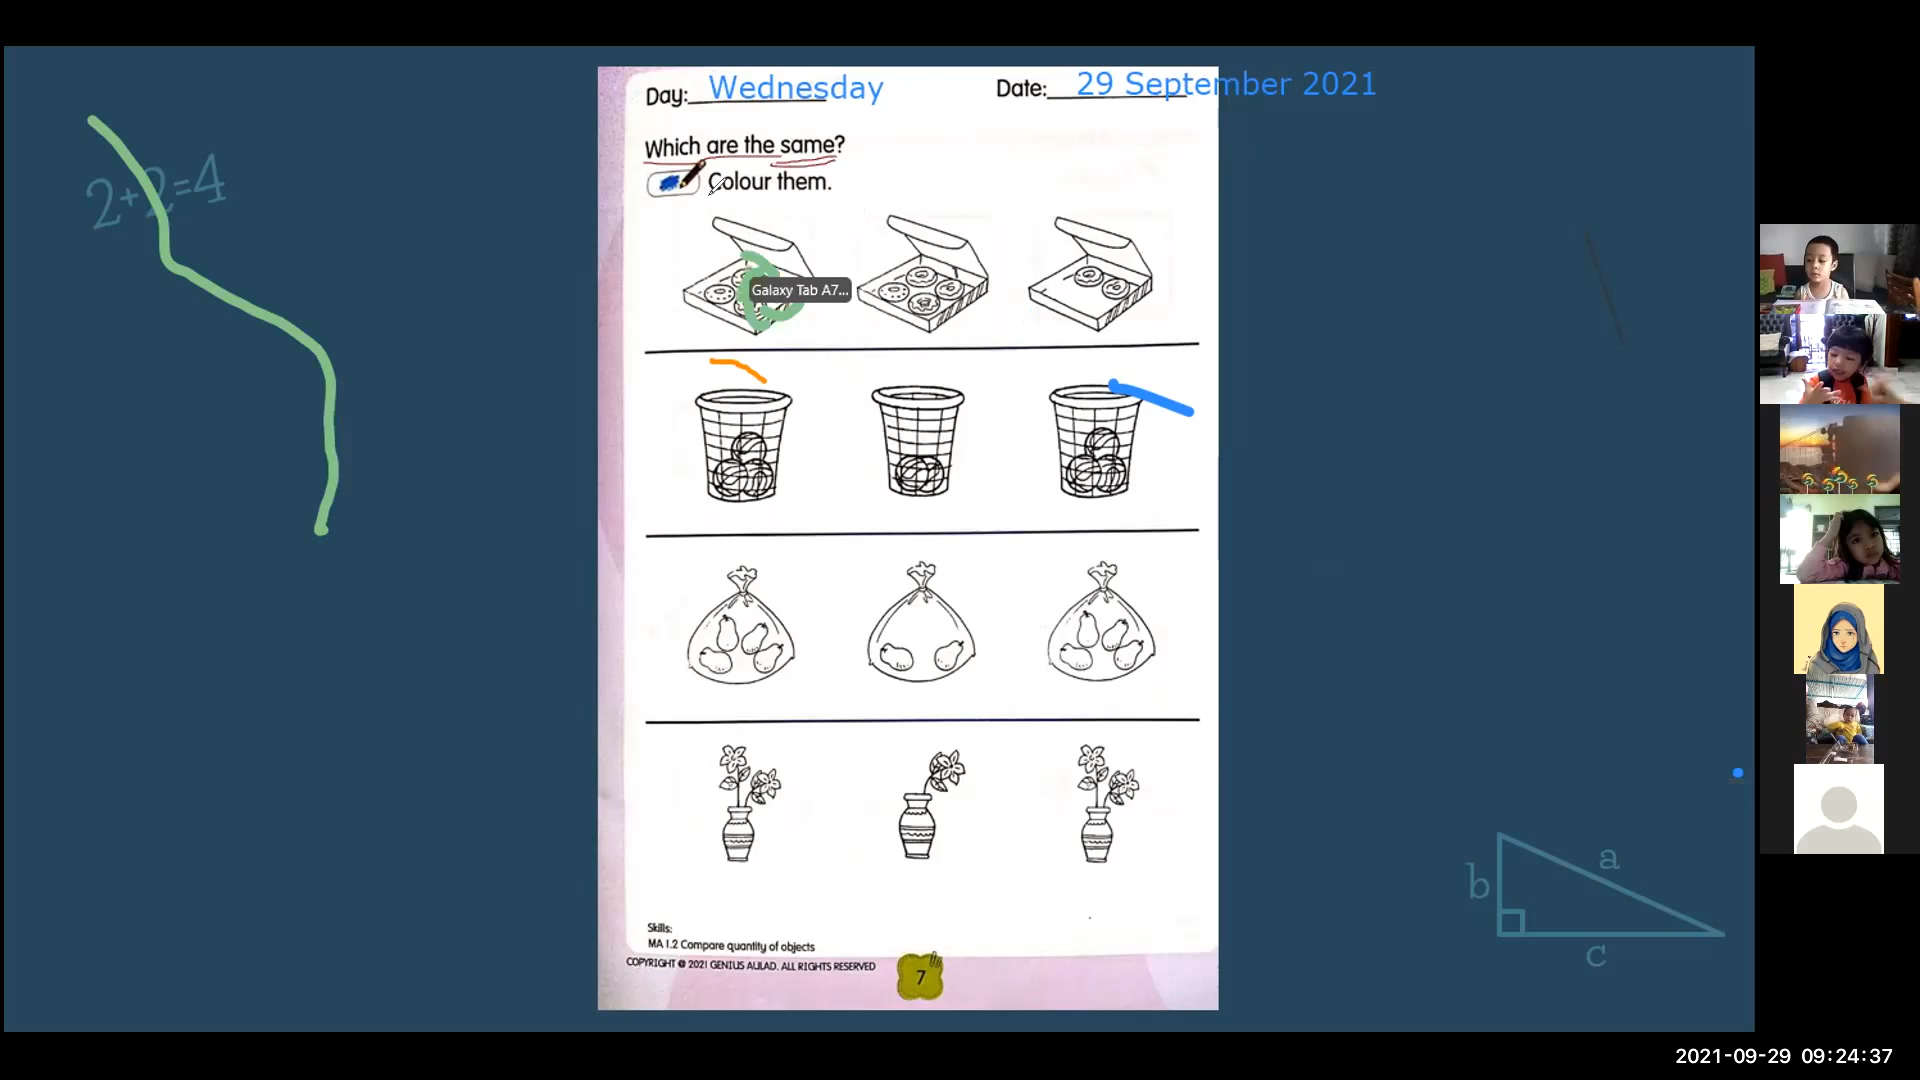 Day: Wednesday Date: 29 September 2021
Which are the same?
Colour them.
2+2=4
Galaxy Tab A7...
b a
c
Skills:
MA 1.2 Compare quantity of objects
COPYRIGHT @ 2021 GENIUS AULAD. ALL RIGHTS RESERVED
7
2021-09-29 09:24:37